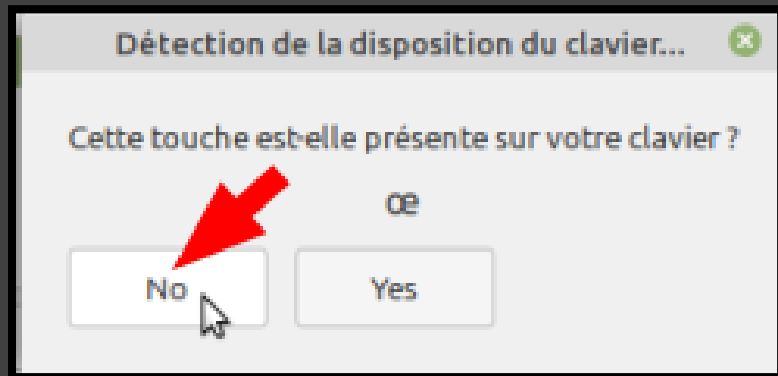 Détection de la disposition du clavier...
Cette touche est-elle présente sur votre clavier ?
œ
No Yes